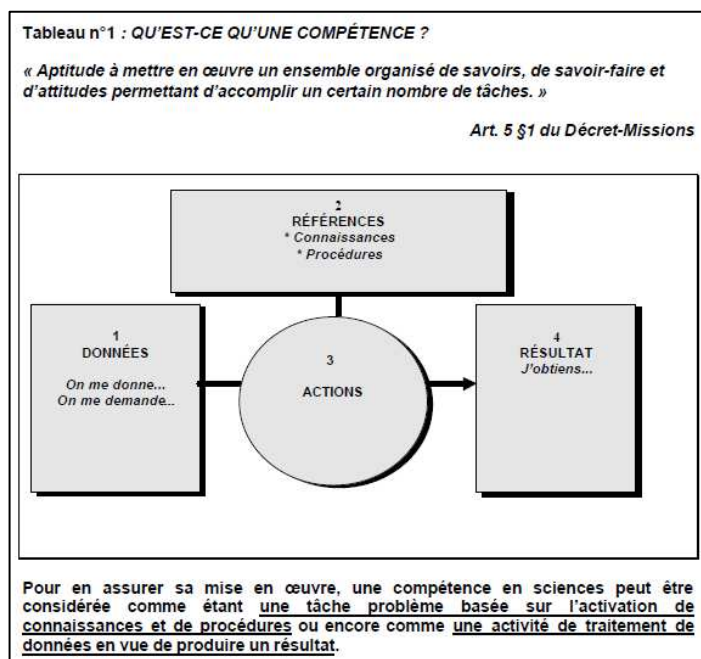 Tableau n°1 : QU'EST-CE QU'UNE COMPÉTENCE ?
« Aptitude à mettre en œuvre un ensemble organisé de savoirs, de savoir-faire et
d'attitudes permettant d'accomplir un certain nombre de tâches. »
Art. 5 §1 du Décret-Missions
2
RÉFÉRENCES
* Connaissances
* Procédures
1
DONNÉES
On me donne...
On me demande...
3
ACTIONS
4
RÉSULTAT
J'obtiens...
Pour en assurer sa mise en œuvre, une compétence en sciences peut être
considérée comme étant une tâche problème basée sur l'activation de
connaissances et de procédures ou encore comme une activité de traitement de
données en vue de produire un résultat.